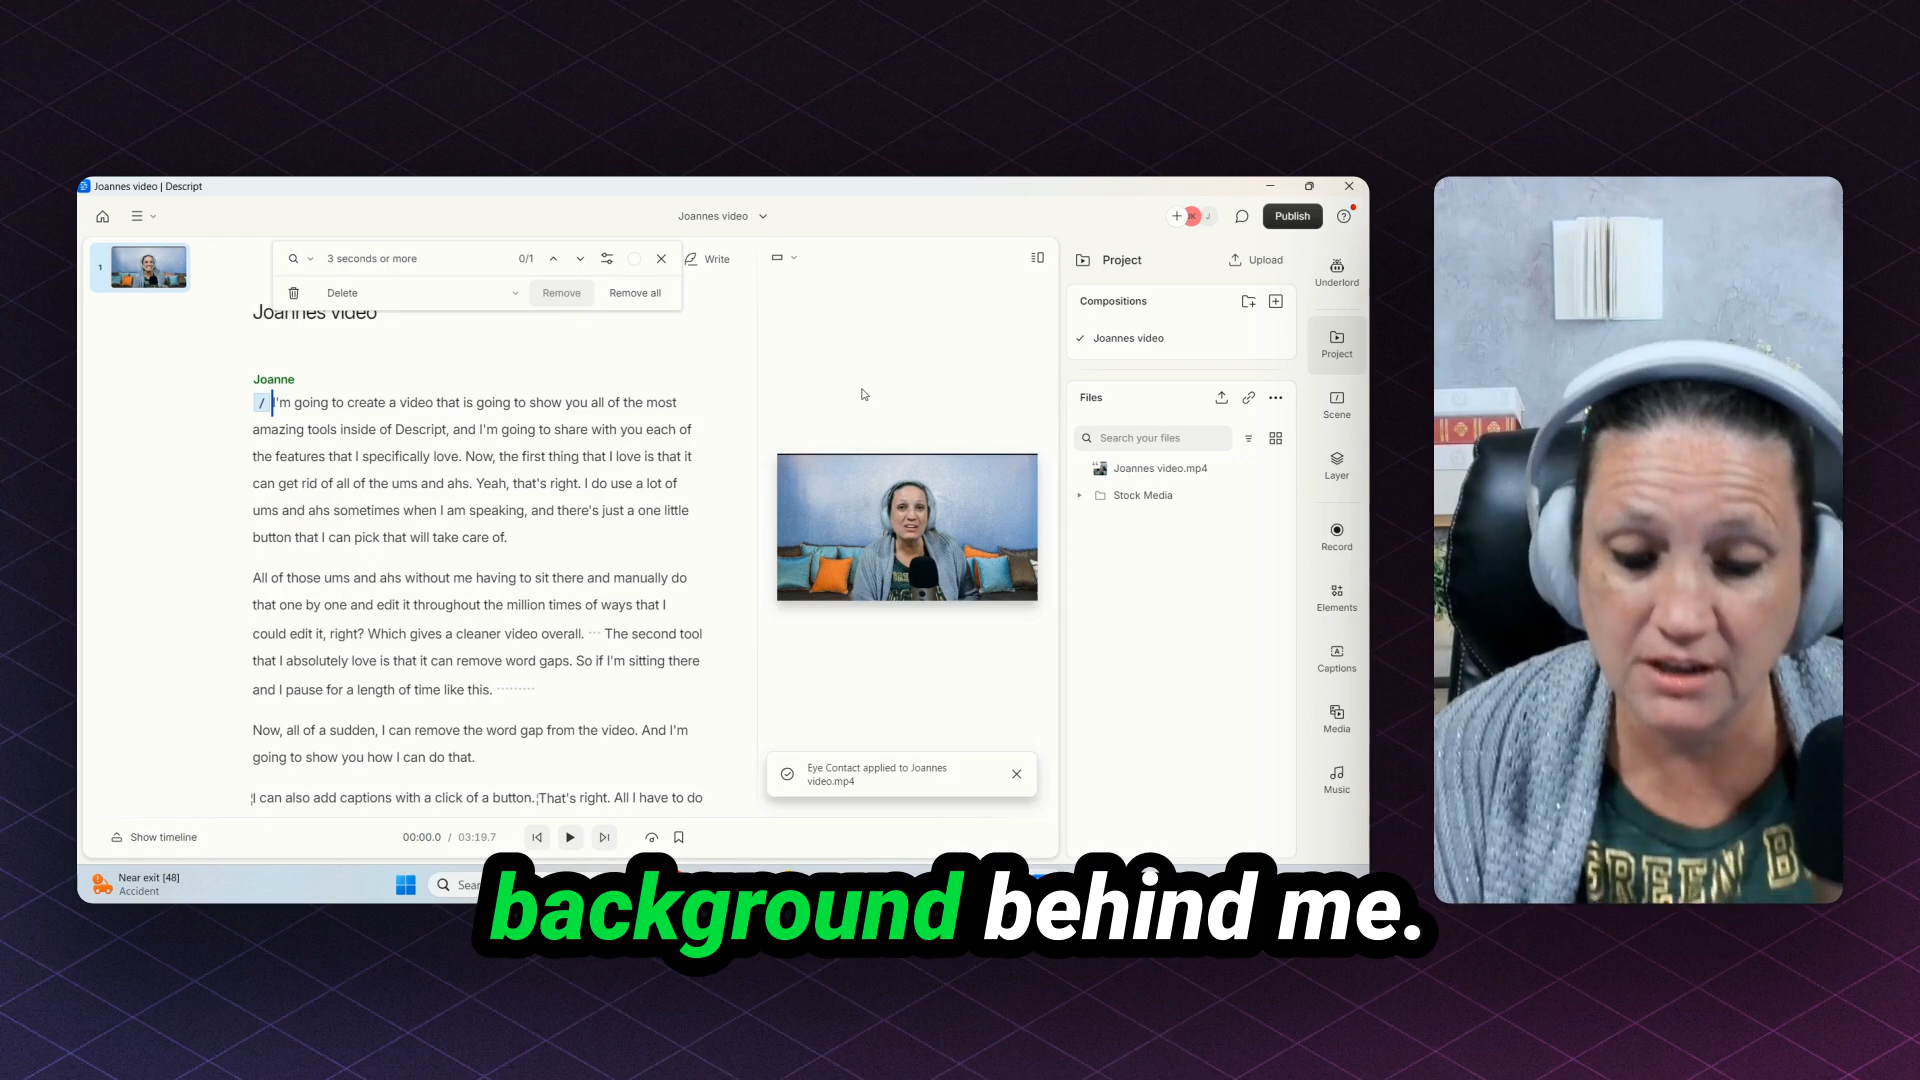 Joannes video | Descript
Joannes video
JK
J
Publish
1
3 seconds or more
0/1
Write
Delete
Remove
Remove all
Joannes video
Joanne
/ I'm going to create a video that is going to show you all of the most
amazing tools inside of Descript, and I'm going to share with you each of
the features that I specifically love. Now, the first thing that I love is that it
can get rid of all of the ums and ahs. Yeah, that's right. I do use a lot of
ums and ahs sometimes when I am speaking, and there's just a one little
button that I can pick that will take care of.
All of those ums and ahs without me having to sit there and manually do
that one by one and edit it throughout the million times of ways that I
could edit it, right? Which gives a cleaner video overall. ··· The second tool
that I absolutely love is that it can remove word gaps. So if I'm sitting there
and I pause for a length of time like this. ·········
Now, all of a sudden, I can remove the word gap from the video. And I'm
going to show you how I can do that.
I can also add captions with a click of a button. That's right. All I have to do
Show timeline
00:00.0 / 03:19.7
Eye Contact applied to Joannes
video.mp4
Project
Upload
Compositions
Joannes video
Files
Search your files
Joannes video.mp4
Stock Media
Underlord
Project
Scene
Layer
Record
Elements
Captions
Media
Music
Near exit [48]
Accident
Sear
GREEN B
background behind me.